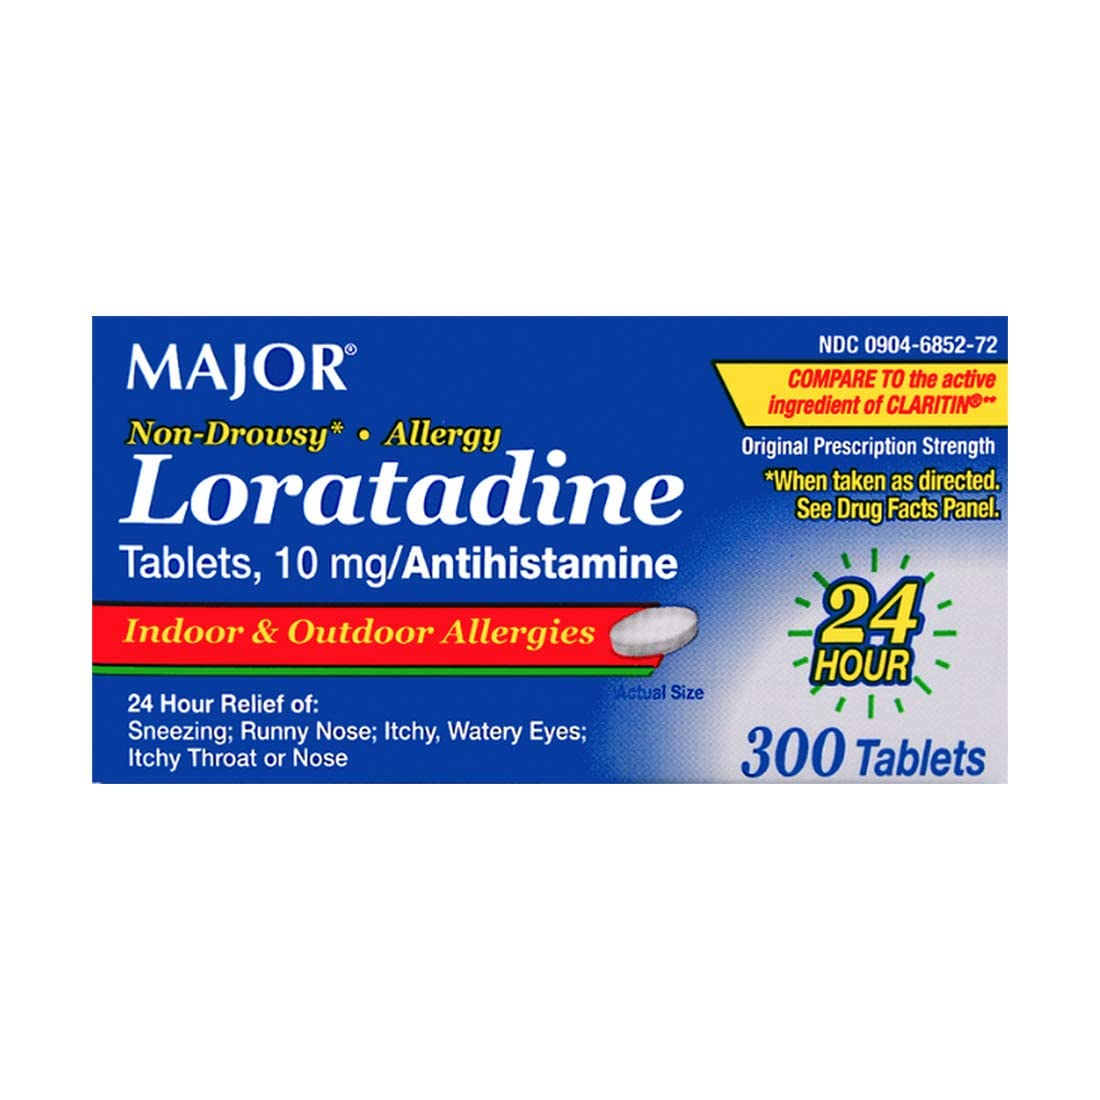 MAJOR®
NDC 0904-6852-72
COMPARE TO the active
ingredient of CLARITIN®**
Non-Drowsy* • Allergy
Loratadine
Tablets, 10 mg/Antihistamine
Original Prescription Strength
*When taken as directed.
See Drug Facts Panel.
Indoor & Outdoor Allergies
Actual Size
24 Hour Relief of:
Sneezing; Runny Nose; Itchy, Watery Eyes;
Itchy Throat or Nose
24
HOUR
300 Tablets